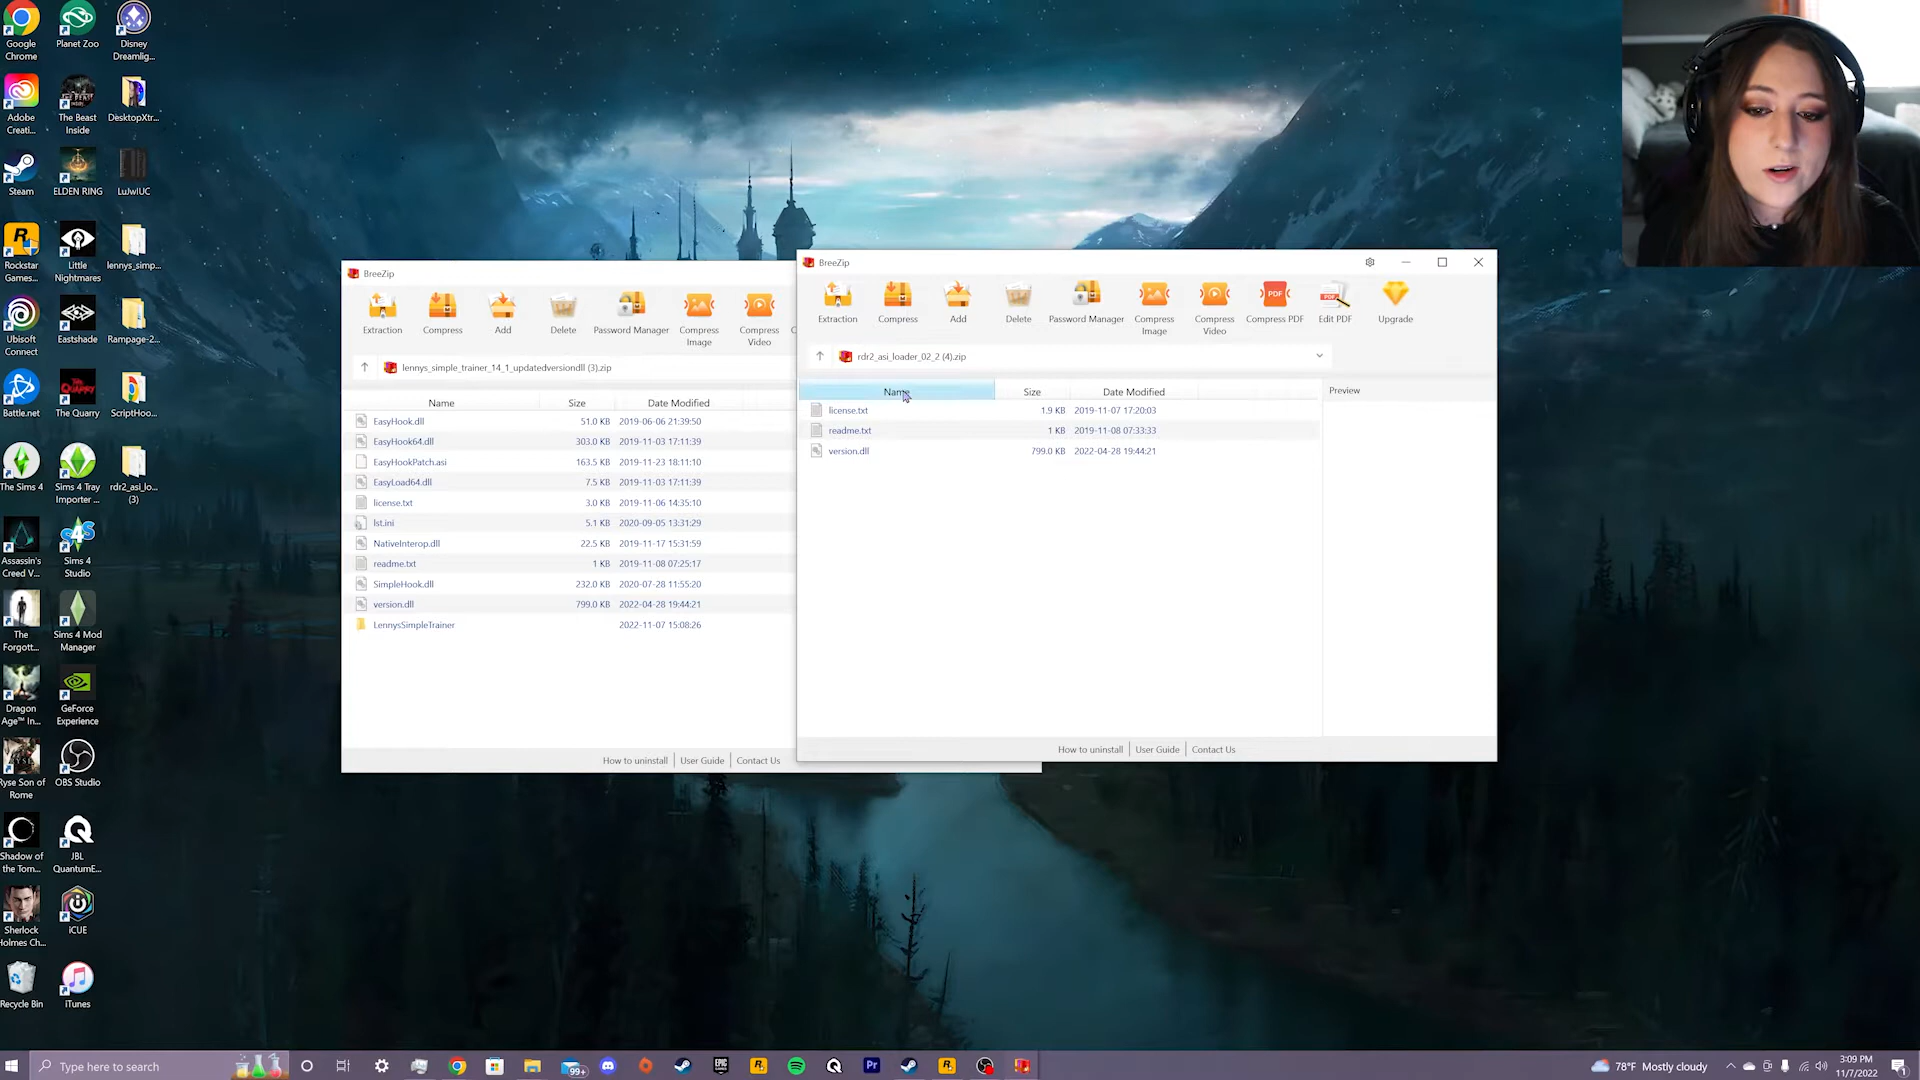 Google
Chrome
Planet Zoo
Disney
Dreamlig...
Adobe
Creati...
The Beast
Inside
DesktopXtr...
Steam
ELDEN RING
LuJwIUC
Rockstar
Games...
Little
Nightmares
lennys_simp...
Ubisoft
Connect
Eastshade
Rampage-2...
Battle.net
The Quarry
ScriptHoo...
The Sims 4
Sims 4 Tray
Importer ...
rdr2_asi_lo...
(3)
Assassin's
Creed V...
Sims 4
Studio
The
Forgott...
Sims 4 Mod
Manager
Dragon
Age™ In...
GeForce
Experience
Ryse Son of
Rome
OBS Studio
Shadow of
the Tom...
JBL
QuantumE...
Sherlock
Holmes Ch...
iCUE
Recycle Bin
iTunes
BreeZip
Extraction
Compress
Add
Delete
Password Manager
Compress
Image
Compress
Video
C
lennys_simple_trainer_14_1_updatedversiondll (3).zip
Name Size Date Modified
EasyHook.dll 51.0 KB 2019-06-06 21:39:50
EasyHook64.dll 303.0 KB 2019-11-03 17:11:39
EasyHookPatch.asi 163.5 KB 2019-11-23 18:11:10
EasyLoad64.dll 7.5 KB 2019-11-03 17:11:39
license.txt 3.0 KB 2019-11-06 14:35:10
lst.ini 5.1 KB 2020-09-05 13:31:29
NativeInterop.dll 22.5 KB 2019-11-17 15:31:59
readme.txt 1 KB 2019-11-08 07:25:17
SimpleHook.dll 232.0 KB 2020-07-28 11:55:20
version.dll 799.0 KB 2022-04-28 19:44:21
LennysSimpleTrainer 2022-11-07 15:08:26
How to uninstall User Guide Contact Us
BreeZip
Extraction
Compress
Add
Delete
Password Manager
Compress
Image
Compress
Video
Compress PDF
Edit PDF
Upgrade
rdr2_asi_loader_02_2 (4).zip
Name Size Date Modified
Preview
license.txt 1.9 KB 2019-11-07 17:20:03
readme.txt 1 KB 2019-11-08 07:33:33
version.dll 799.0 KB 2022-04-28 19:44:21
How to uninstall User Guide Contact Us
Type here to search
99+
78°F Mostly cloudy
3:09 PM
11/7/2022